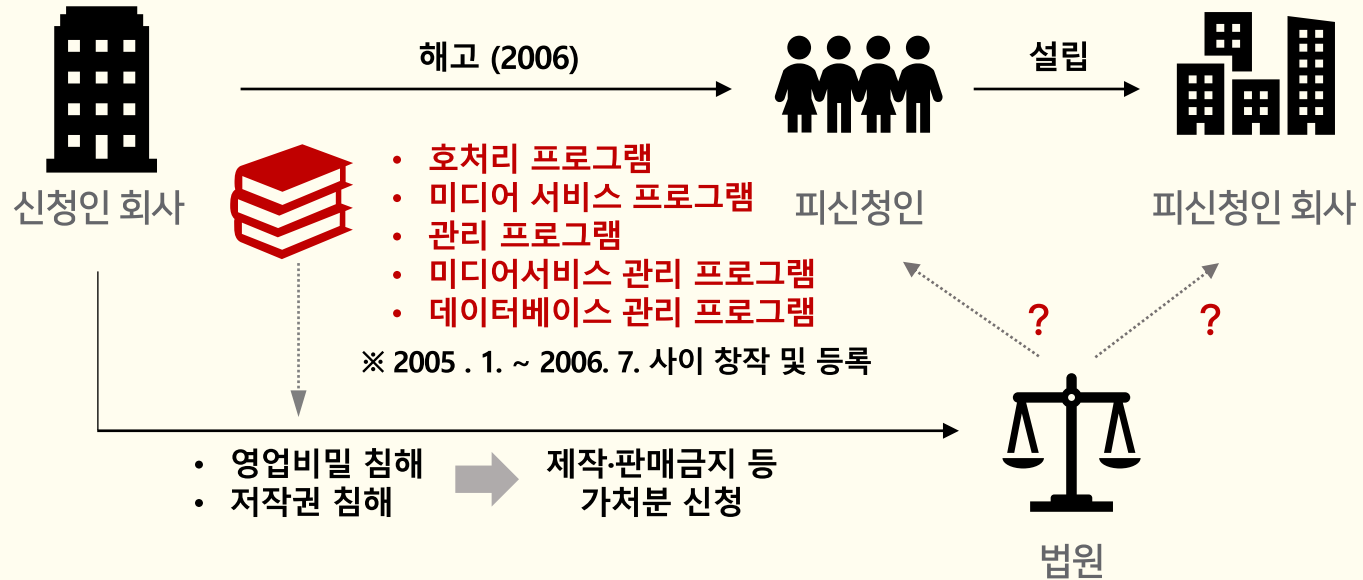 해고 (2006)
설립
• 호처리 프로그램
• 미디어 서비스 프로그램
• 관리 프로그램
• 미디어서비스 관리 프로그램
• 데이터베이스 관리 프로그램
신청인 회사
피신청인
피신청인 회사
? ?
※ 2005 . 1. ~ 2006. 7. 사이 창작 및 등록
• 영업비밀 침해
• 저작권 침해
제작·판매금지 등
가처분 신청
법원